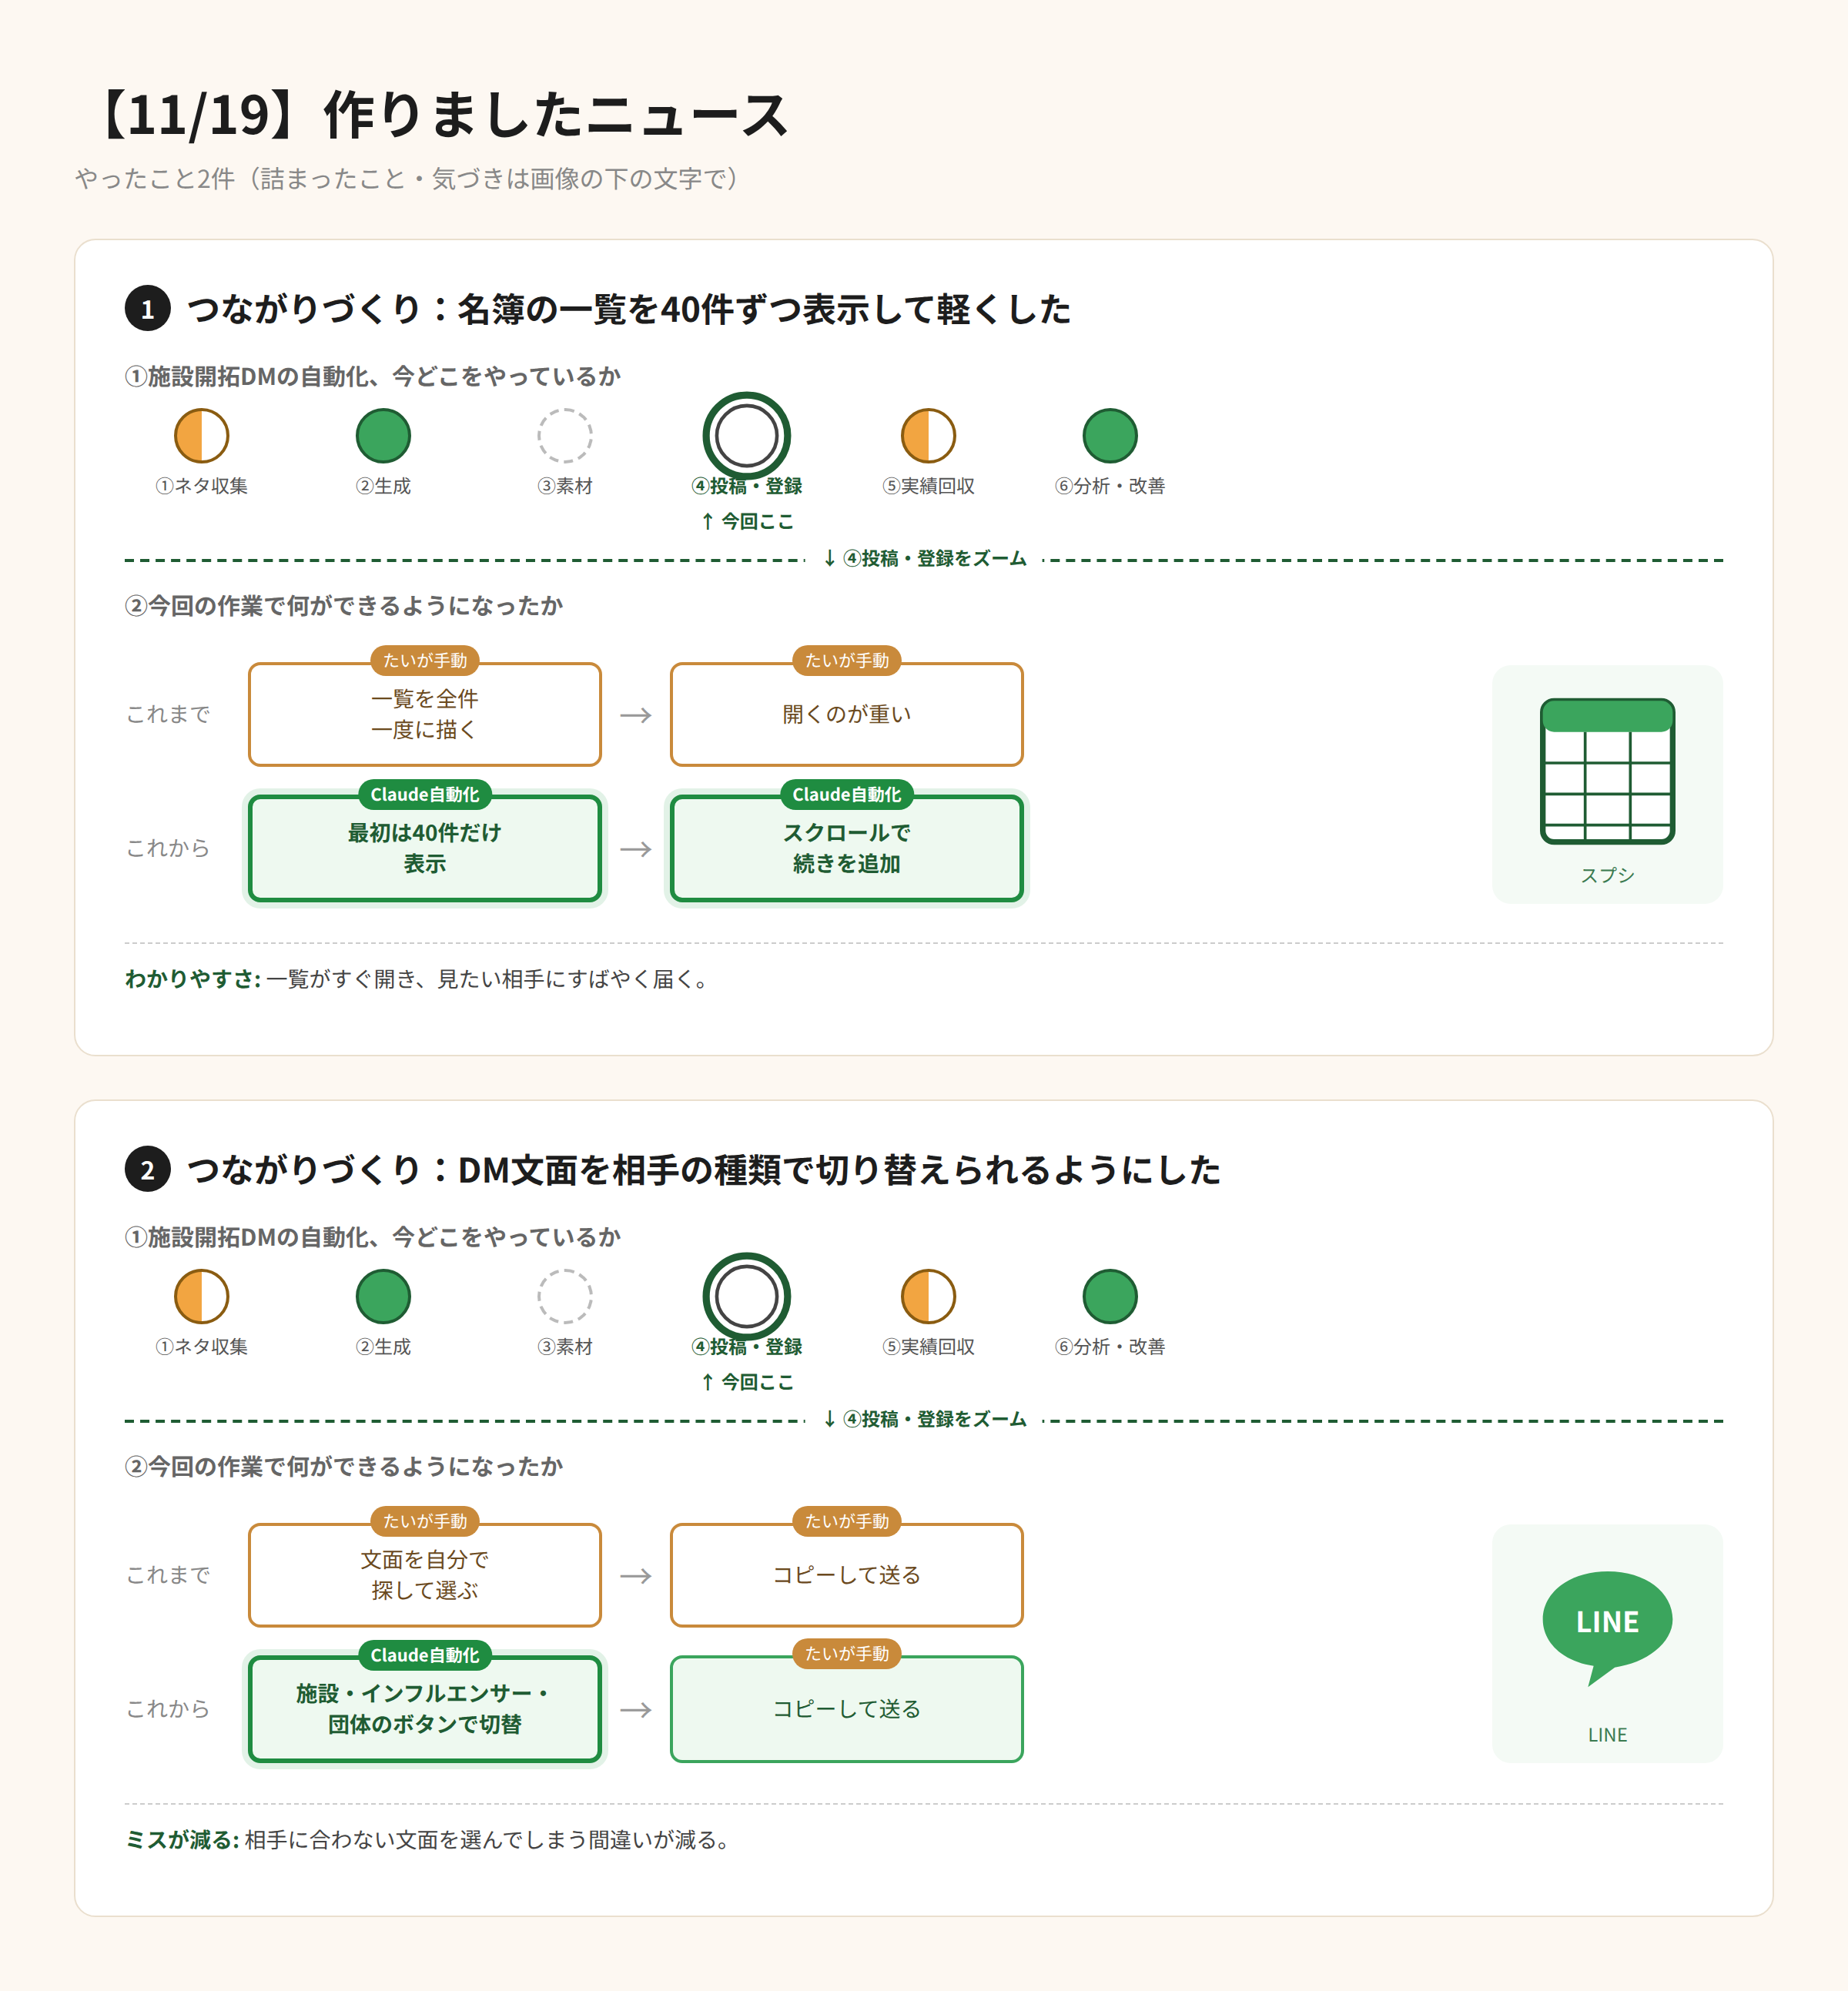 【11/19】作りましたニュース
やったこと2件（詰まったこと・気づきは画像の下の文字で）
1 つながりづくり：名簿の一覧を40件ずつ表示して軽くした
①施設開拓DMの自動化、今どこをやっているか
①ネタ収集 ②生成 ③素材 ④投稿・登録 ⑤実績回収 ⑥分析・改善
↑ 今回ここ
↓ ④投稿・登録をズーム
②今回の作業で何ができるようになったか
これまで
たいが手動
一覧を全件
一度に描く
→
たいが手動
開くのが重い
これから
Claude自動化
最初は40件だけ
表示
→
Claude自動化
スクロールで
続きを追加
スプシ
わかりやすさ: 一覧がすぐ開き、見たい相手にすばやく届く。
2 つながりづくり：DM文面を相手の種類で切り替えられるようにした
①施設開拓DMの自動化、今どこをやっているか
①ネタ収集 ②生成 ③素材 ④投稿・登録 ⑤実績回収 ⑥分析・改善
↑ 今回ここ
↓ ④投稿・登録をズーム
②今回の作業で何ができるようになったか
これまで
たいが手動
文面を自分で
探して選ぶ
→
たいが手動
コピーして送る
これから
Claude自動化
施設・インフルエンサー・
団体のボタンで切替
→
たいが手動
コピーして送る
LINE
LINE
ミスが減る: 相手に合わない文面を選んでしまう間違いが減る。